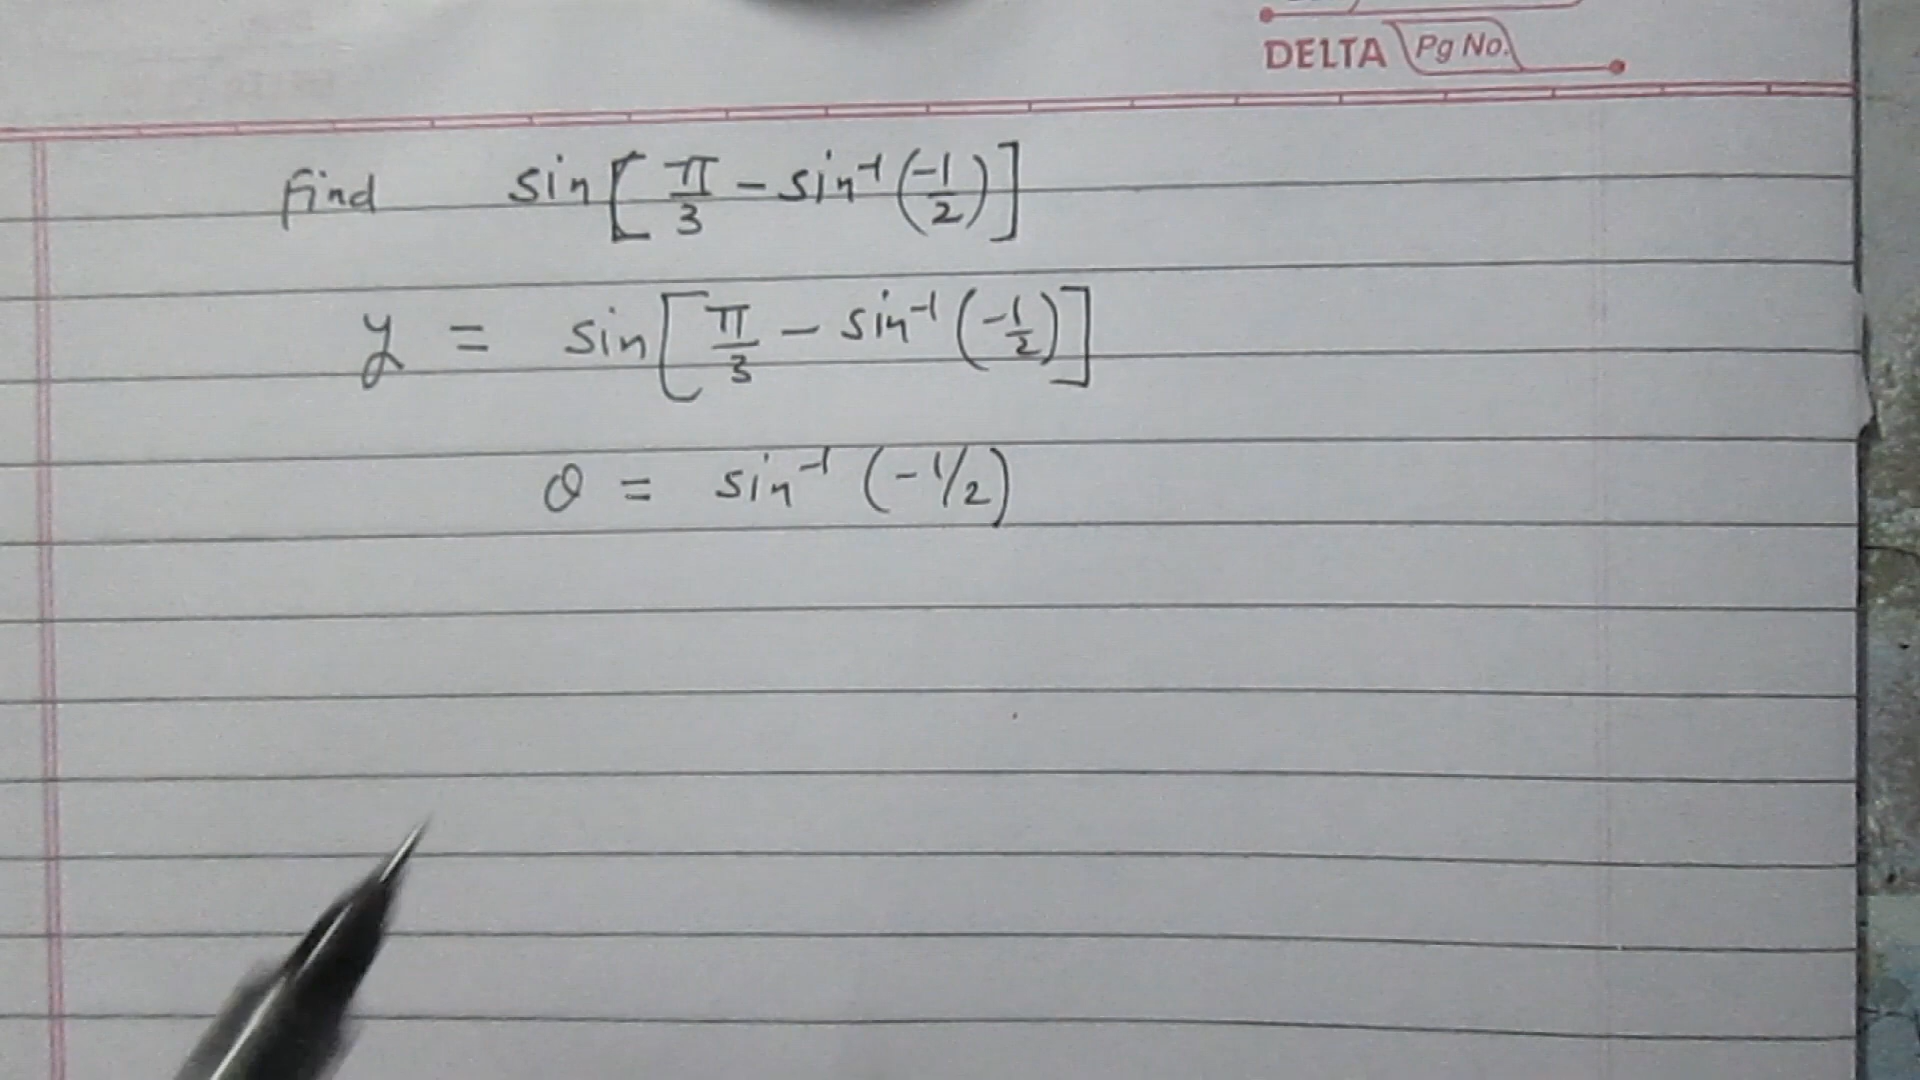 DELTA Pg No.
find sin[π/3 - sin⁻¹(-1/2)]
y = sin[π/3 - sin⁻¹(-1/2)]
θ = sin⁻¹ (-1/2)